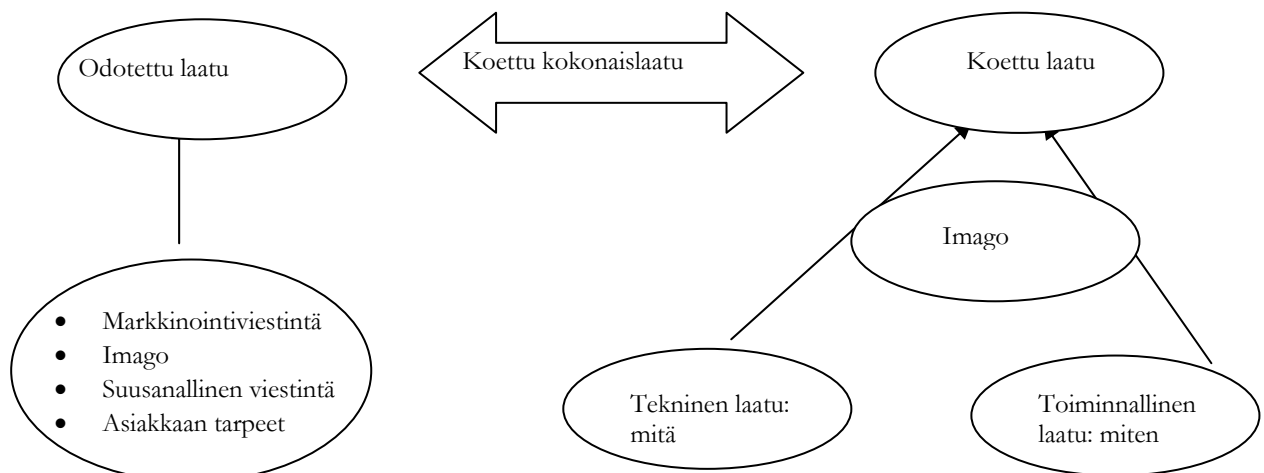 Odotettu laatu
Koettu kokonaislaatu
Koettu laatu
Imago
• Markkinointiviestintä
• Imago
• Suusanallinen viestintä
• Asiakkaan tarpeet
Tekninen laatu:
mitä
Toiminnallinen
laatu: miten